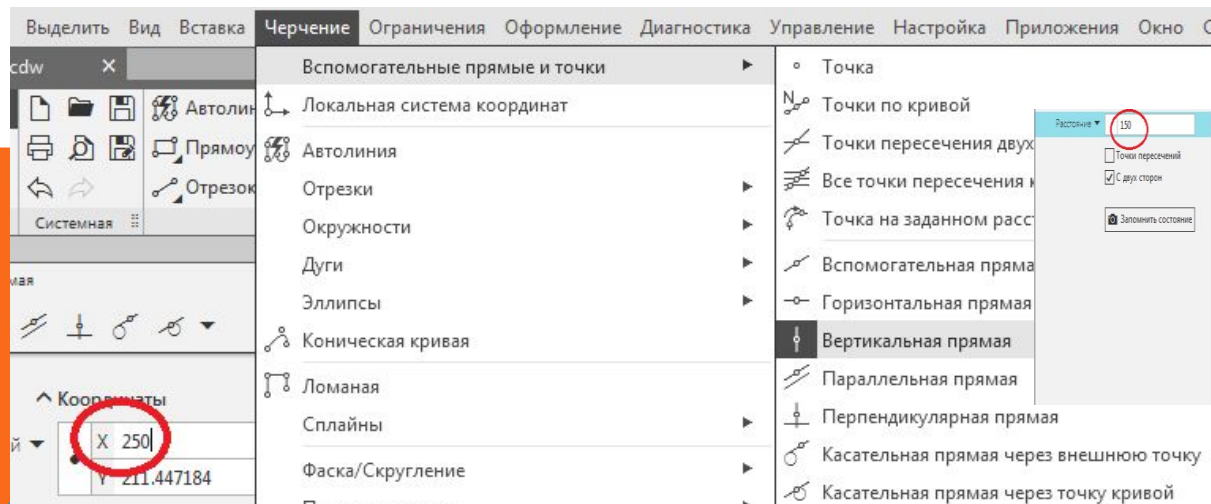 Выделить Вид Вставка Черчение Ограничения Оформление Диагностика Управление Настройка Приложения Окно
cdw ×
Автолин
Прямоу
Отрезок
Системная
мая
Координаты
й
X 250
Y 211.447184
Вспомогательные прямые и точки
Локальная система координат
Автолиния
Отрезки
Окружности
Дуги
Эллипсы
Коническая кривая
Ломаная
Сплайны
Фаска/Скругление
Точка
Точки по кривой
Точки пересечения двух
Все точки пересечения к
Точка на заданном расс
Вспомогательная пряма
Горизонтальная прямая
Вертикальная прямая
Параллельная прямая
Перпендикулярная прямая
Касательная прямая через внешнюю точку
Касательная прямая через точку кривой
Расстояние 150
Точки пересечений
С двух сторон
Запомнить состояние